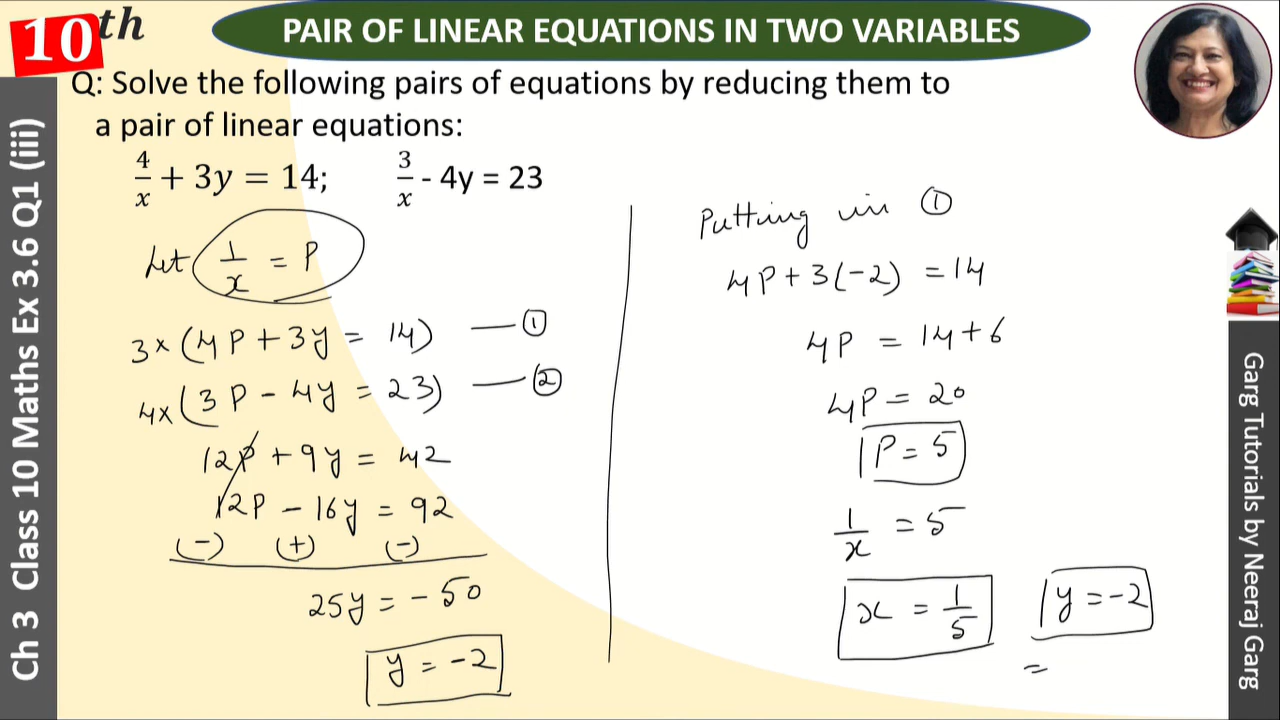 10th
PAIR OF LINEAR EQUATIONS IN TWO VARIABLES
Q: Solve the following pairs of equations by reducing them to
a pair of linear equations:
4/x + 3y = 14; 3/x - 4y = 23
Let 1/x = P
3 × (4P + 3y = 14) — ①
4 × (3P - 4y = 23) — ②
12P + 9y = 42
12P - 16y = 92
(-) (+) (-)
25y = - 50
y = -2
Putting in ①
4P + 3(-2) = 14
4P = 14 + 6
4P = 20
P = 5
1/x = 5
x = 1/5 y = -2
=
Ch 3 Class 10 Maths Ex 3.6 Q1 (iii)
Garg Tutorials by Neeraj Garg